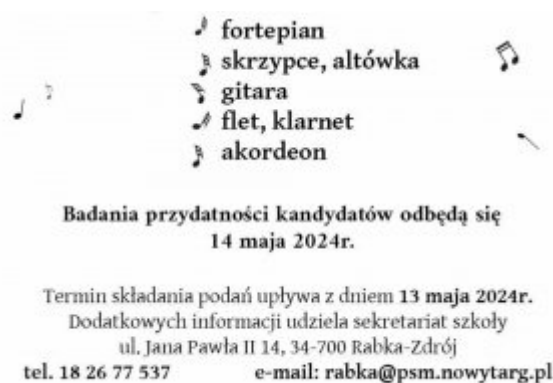 fortepian
skrzypce, altówka
gitara
flet, klarnet
akordeon
Badania przydatności kandydatów odbędą się
14 maja 2024r.
Termin składania podań upływa z dniem 13 maja 2024r.
Dodatkowych informacji udziela sekretariat szkoły
ul. Jana Pawła II 14, 34-700 Rabka-Zdrój
tel. 18 26 77 537 e-mail: rabka@psm.nowytarg.pl